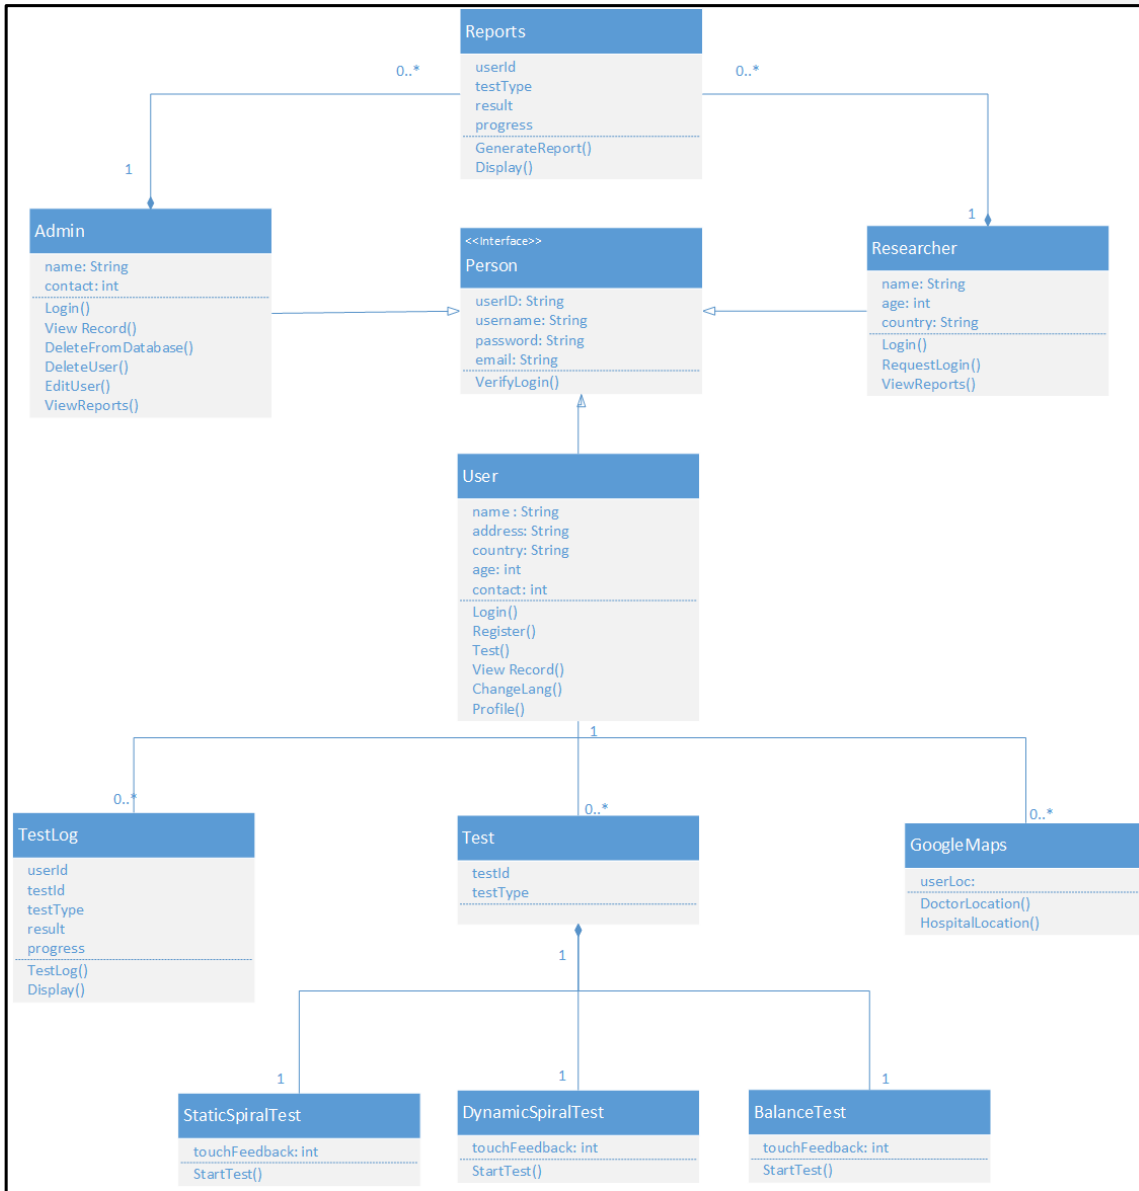 Reports
userId
testType
result
progress
GenerateReport()
Display()
0..*
0..*
1
1
Admin
name: String
contact: int
Login()
View Record()
DeleteFromDatabase()
DeleteUser()
EditUser()
ViewReports()
<<Interface>>
Person
userID: String
username: String
password: String
email: String
VerifyLogin()
Researcher
name: String
age: int
country: String
Login()
RequestLogin()
ViewReports()
User
name : String
address: String
country: String
age: int
contact: int
Login()
Register()
Test()
View Record()
ChangeLang()
Profile()
1
0..*
0..*
0..*
TestLog
userId
testId
testType
result
progress
TestLog()
Display()
Test
testId
testType
GoogleMaps
userLoc:
DoctorLocation()
HospitalLocation()
1
1
1
1
StaticSpiralTest
touchFeedback: int
StartTest()
DynamicSpiralTest
touchFeedback: int
StartTest()
BalanceTest
touchFeedback: int
StartTest()